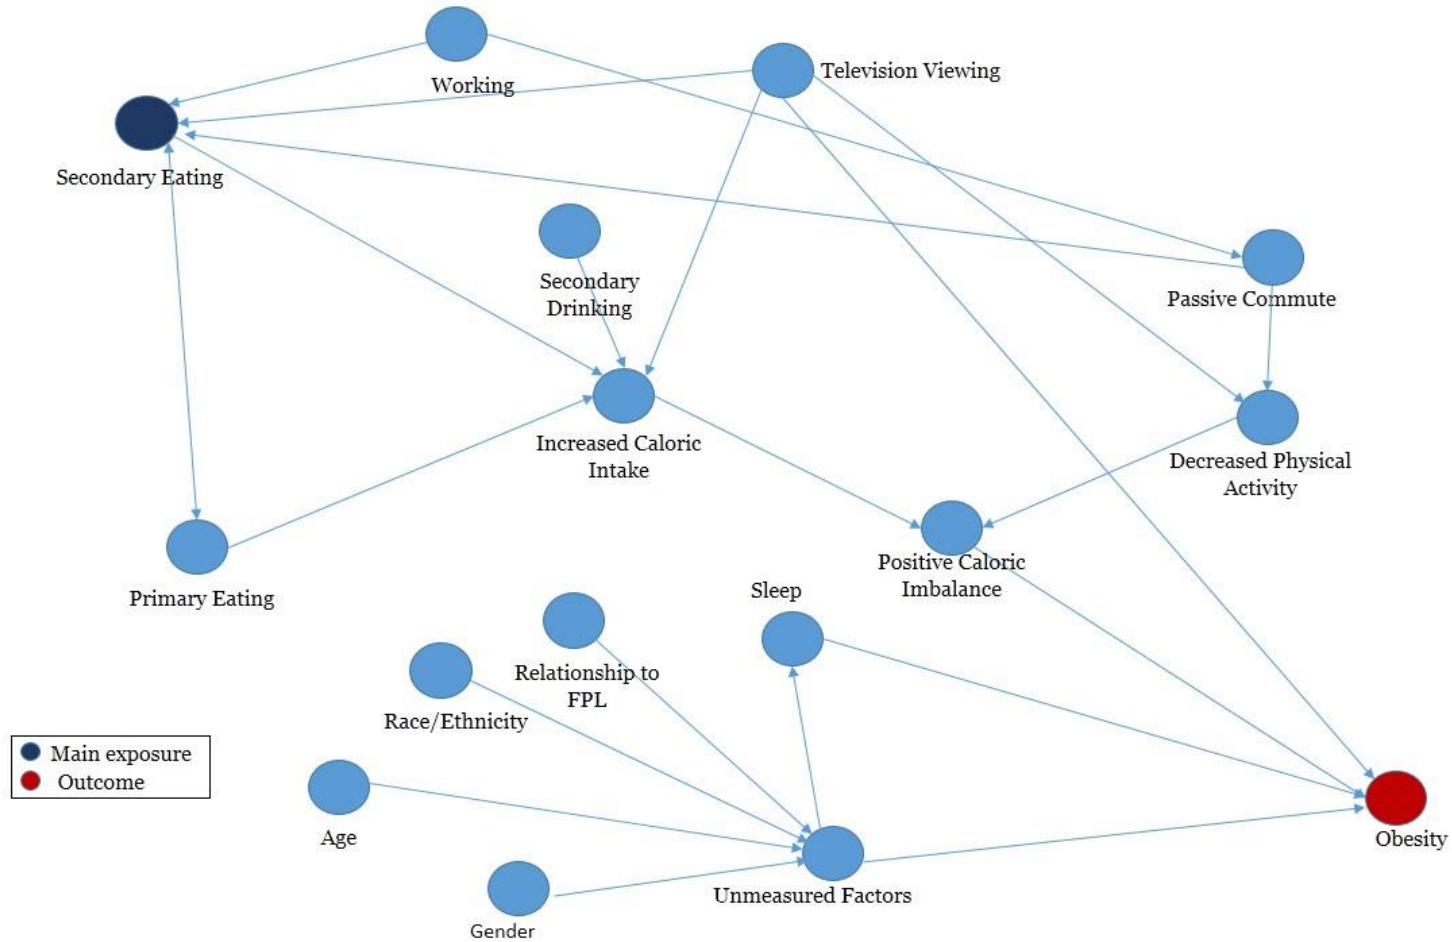 Working
Television Viewing
Secondary Eating
Secondary
Drinking
Passive Commute
Increased Caloric
Intake
Decreased Physical
Activity
Positive Caloric
Imbalance
Primary Eating
Sleep
Relationship to
FPL
Race/Ethnicity
Main exposure
Outcome
Age
Obesity
Unmeasured Factors
Gender